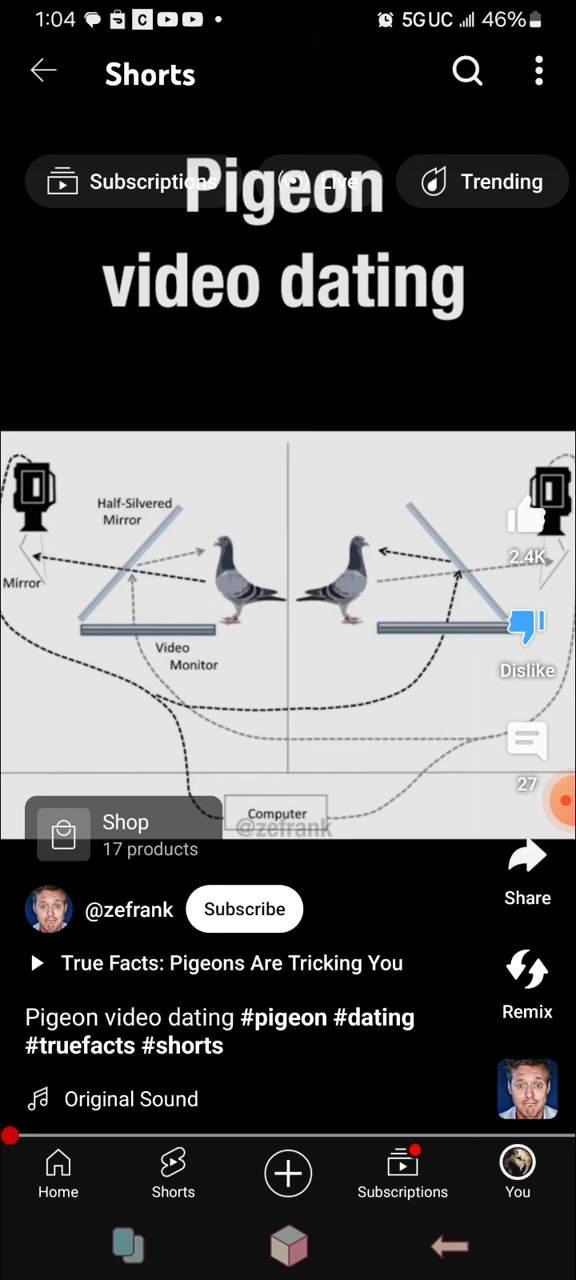 1:04
5G UC
46%
Shorts
Subscriptions
Live
Trending
Pigeon
video dating
Half-Silvered
Mirror
Mirror
Video
Monitor
Computer
@zefrank
2.4K
Dislike
27
Shop
17 products
@zefrank
Subscribe
Share
True Facts: Pigeons Are Tricking You
Remix
Pigeon video dating #pigeon #dating
#truefacts #shorts
Original Sound
Home
Shorts
Subscriptions
You